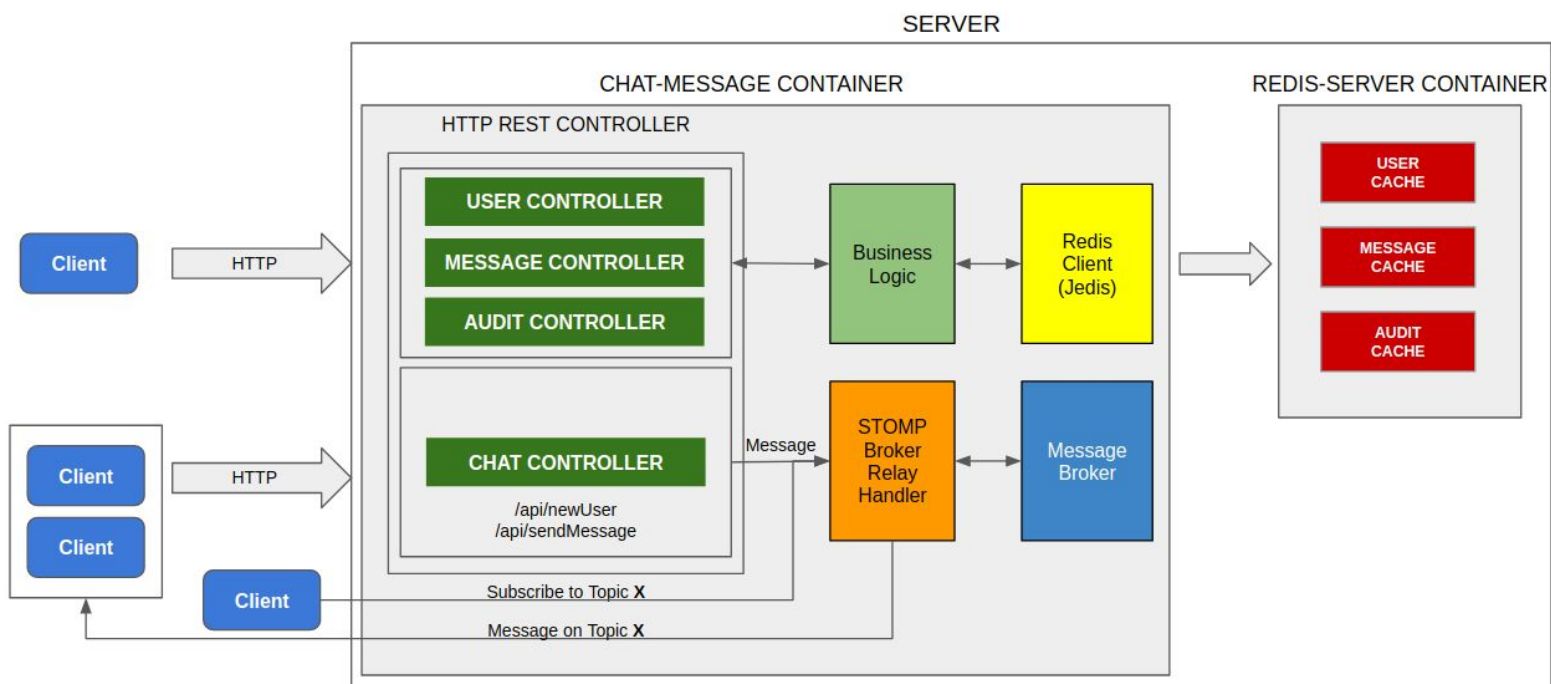 SERVER
CHAT-MESSAGE CONTAINER
REDIS-SERVER CONTAINER
HTTP REST CONTROLLER
USER CONTROLLER
MESSAGE CONTROLLER
AUDIT CONTROLLER
Client
HTTP
Business
Logic
Redis
Client
(Jedis)
USER
CACHE
MESSAGE
CACHE
AUDIT
CACHE
Client
Client
HTTP
CHAT CONTROLLER
/api/newUser
/api/sendMessage
Message
STOMP
Broker
Relay
Handler
Message
Broker
Client
Subscribe to Topic X
Message on Topic X